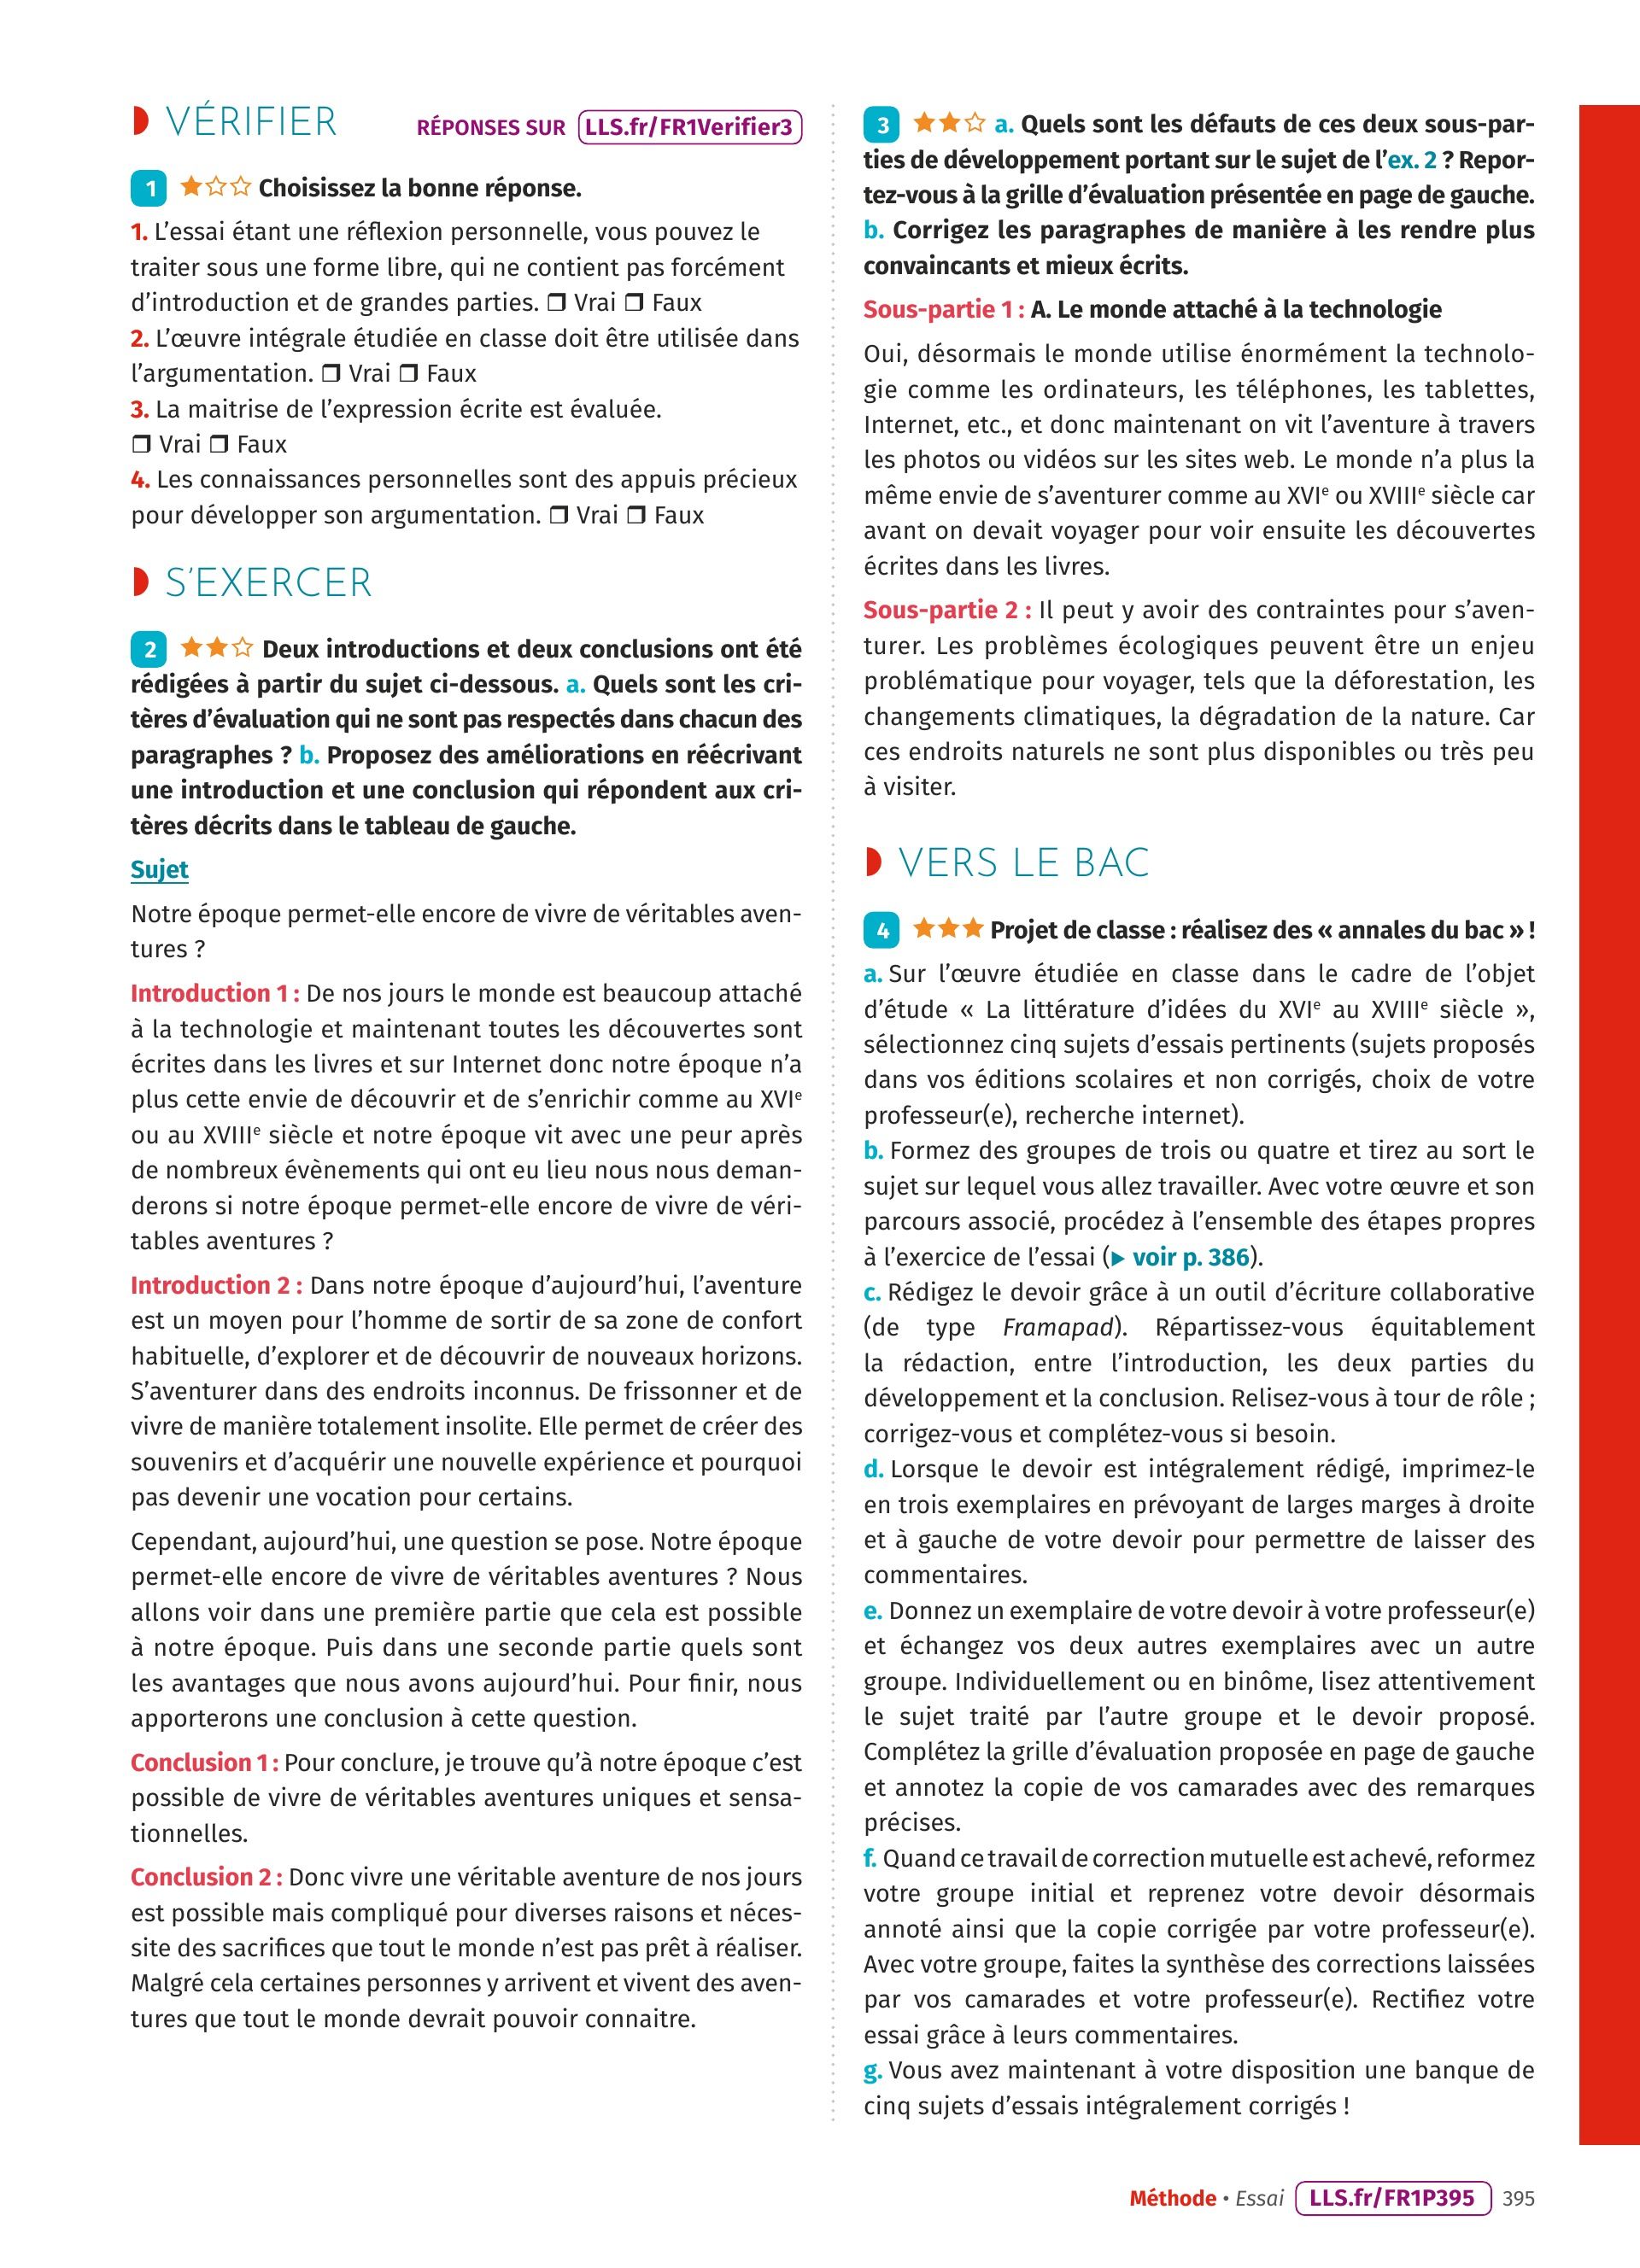 VÉRIFIER
RÉPONSES SUR LLS.fr/FR1Verifier3
1 ★☆☆ Choisissez la bonne réponse.
1. L’essai étant une réflexion personnelle, vous pouvez le
traiter sous une forme libre, qui ne contient pas forcément
d’introduction et de grandes parties. ❒ Vrai ❒ Faux
2. L’œuvre intégrale étudiée en classe doit être utilisée dans
l’argumentation. ❒ Vrai ❒ Faux
3. La maitrise de l’expression écrite est évaluée.
❒ Vrai ❒ Faux
4. Les connaissances personnelles sont des appuis précieux
pour développer son argumentation. ❒ Vrai ❒ Faux
S’EXERCER
2 ★★☆ Deux introductions et deux conclusions ont été
rédigées à partir du sujet ci-dessous. a. Quels sont les cri-
tères d’évaluation qui ne sont pas respectés dans chacun des
paragraphes ? b. Proposez des améliorations en réécrivant
une introduction et une conclusion qui répondent aux cri-
tères décrits dans le tableau de gauche.
Sujet
Notre époque permet-elle encore de vivre de véritables aven-
tures ?
Introduction 1 : De nos jours le monde est beaucoup attaché
à la technologie et maintenant toutes les découvertes sont
écrites dans les livres et sur Internet donc notre époque n’a
plus cette envie de découvrir et de s’enrichir comme au XVIe
ou au XVIIIe siècle et notre époque vit avec une peur après
de nombreux évènements qui ont eu lieu nous nous deman-
derons si notre époque permet-elle encore de vivre de véri-
tables aventures ?
Introduction 2 : Dans notre époque d’aujourd’hui, l’aventure
est un moyen pour l’homme de sortir de sa zone de confort
habituelle, d’explorer et de découvrir de nouveaux horizons.
S’aventurer dans des endroits inconnus. De frissonner et de
vivre de manière totalement insolite. Elle permet de créer des
souvenirs et d’acquérir une nouvelle expérience et pourquoi
pas devenir une vocation pour certains.
Cependant, aujourd’hui, une question se pose. Notre époque
permet-elle encore de vivre de véritables aventures ? Nous
allons voir dans une première partie que cela est possible
à notre époque. Puis dans une seconde partie quels sont
les avantages que nous avons aujourd’hui. Pour finir, nous
apporterons une conclusion à cette question.
Conclusion 1 : Pour conclure, je trouve qu’à notre époque c’est
possible de vivre de véritables aventures uniques et sensa-
tionnelles.
Conclusion 2 : Donc vivre une véritable aventure de nos jours
est possible mais compliqué pour diverses raisons et néces-
site des sacrifices que tout le monde n’est pas prêt à réaliser.
Malgré cela certaines personnes y arrivent et vivent des aven-
tures que tout le monde devrait pouvoir connaitre.
3 ★★☆ a. Quels sont les défauts de ces deux sous-par-
ties de développement portant sur le sujet de l’ex. 2 ? Repor-
tez-vous à la grille d’évaluation présentée en page de gauche.
b. Corrigez les paragraphes de manière à les rendre plus
convaincants et mieux écrits.
Sous-partie 1 : A. Le monde attaché à la technologie
Oui, désormais le monde utilise énormément la technolo-
gie comme les ordinateurs, les téléphones, les tablettes,
Internet, etc., et donc maintenant on vit l’aventure à travers
les photos ou vidéos sur les sites web. Le monde n’a plus la
même envie de s’aventurer comme au XVIe ou XVIIIe siècle car
avant on devait voyager pour voir ensuite les découvertes
écrites dans les livres.
Sous-partie 2 : Il peut y avoir des contraintes pour s’aven-
turer. Les problèmes écologiques peuvent être un enjeu
problématique pour voyager, tels que la déforestation, les
changements climatiques, la dégradation de la nature. Car
ces endroits naturels ne sont plus disponibles ou très peu
à visiter.
VERS LE BAC
4 ★★★ Projet de classe : réalisez des « annales du bac » !
a. Sur l’œuvre étudiée en classe dans le cadre de l’objet
d’étude « La littérature d’idées du XVIe au XVIIIe siècle »,
sélectionnez cinq sujets d’essais pertinents (sujets proposés
dans vos éditions scolaires et non corrigés, choix de votre
professeur(e), recherche internet).
b. Formez des groupes de trois ou quatre et tirez au sort le
sujet sur lequel vous allez travailler. Avec votre œuvre et son
parcours associé, procédez à l’ensemble des étapes propres
à l’exercice de l’essai (▶ voir p. 386).
c. Rédigez le devoir grâce à un outil d’écriture collaborative
(de type Framapad). Répartissez-vous équitablement
la rédaction, entre l’introduction, les deux parties du
développement et la conclusion. Relisez-vous à tour de rôle ;
corrigez-vous et complétez-vous si besoin.
d. Lorsque le devoir est intégralement rédigé, imprimez-le
en trois exemplaires en prévoyant de larges marges à droite
et à gauche de votre devoir pour permettre de laisser des
commentaires.
e. Donnez un exemplaire de votre devoir à votre professeur(e)
et échangez vos deux autres exemplaires avec un autre
groupe. Individuellement ou en binôme, lisez attentivement
le sujet traité par l’autre groupe et le devoir proposé.
Complétez la grille d’évaluation proposée en page de gauche
et annotez la copie de vos camarades avec des remarques
précises.
f. Quand ce travail de correction mutuelle est achevé, reformez
votre groupe initial et reprenez votre devoir désormais
annoté ainsi que la copie corrigée par votre professeur(e).
Avec votre groupe, faites la synthèse des corrections laissées
par vos camarades et votre professeur(e). Rectifiez votre
essai grâce à leurs commentaires.
g. Vous avez maintenant à votre disposition une banque de
cinq sujets d’essais intégralement corrigés !
Méthode • Essai LLS.fr/FR1P395 395